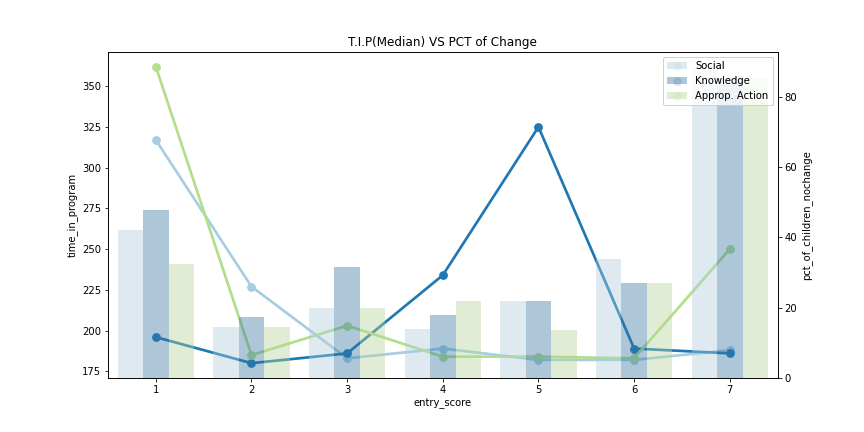 T.I.P(Median) VS PCT of Change
Social
Knowledge
Approp. Action
time_in_program
350
325
300
275
250
225
200
175
80
60
40
20
0
pct_of_children_nochange
1 2 3 4 5 6 7
entry_score